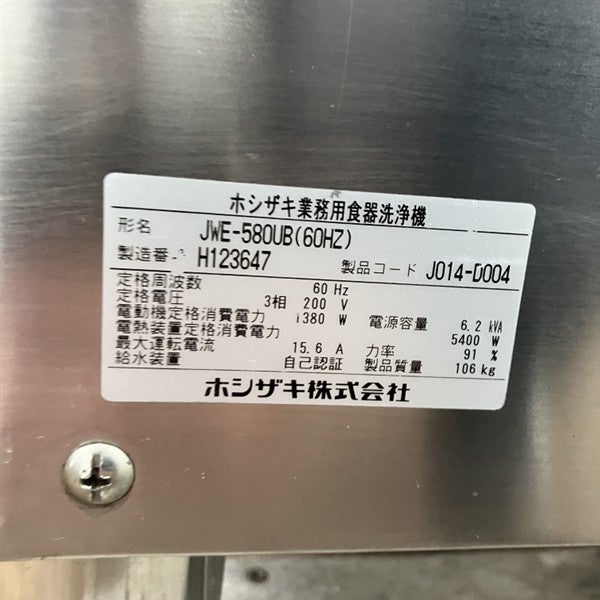 ホシザキ業務用食器洗浄機
形名 JWE-580UB(60HZ)
製造番号 H123647 製品コード J014-D004
定格周波数 60 Hz
定格電圧 3相 200 V
電動機定格消費電力 1380 W 電源容量 6.2 kVA
電熱装置定格消費電力 5400 W
最大運転電流 15.6 A 力率 91 %
給水装置 自己認証 製品質量 106 kg
ホシザキ株式会社